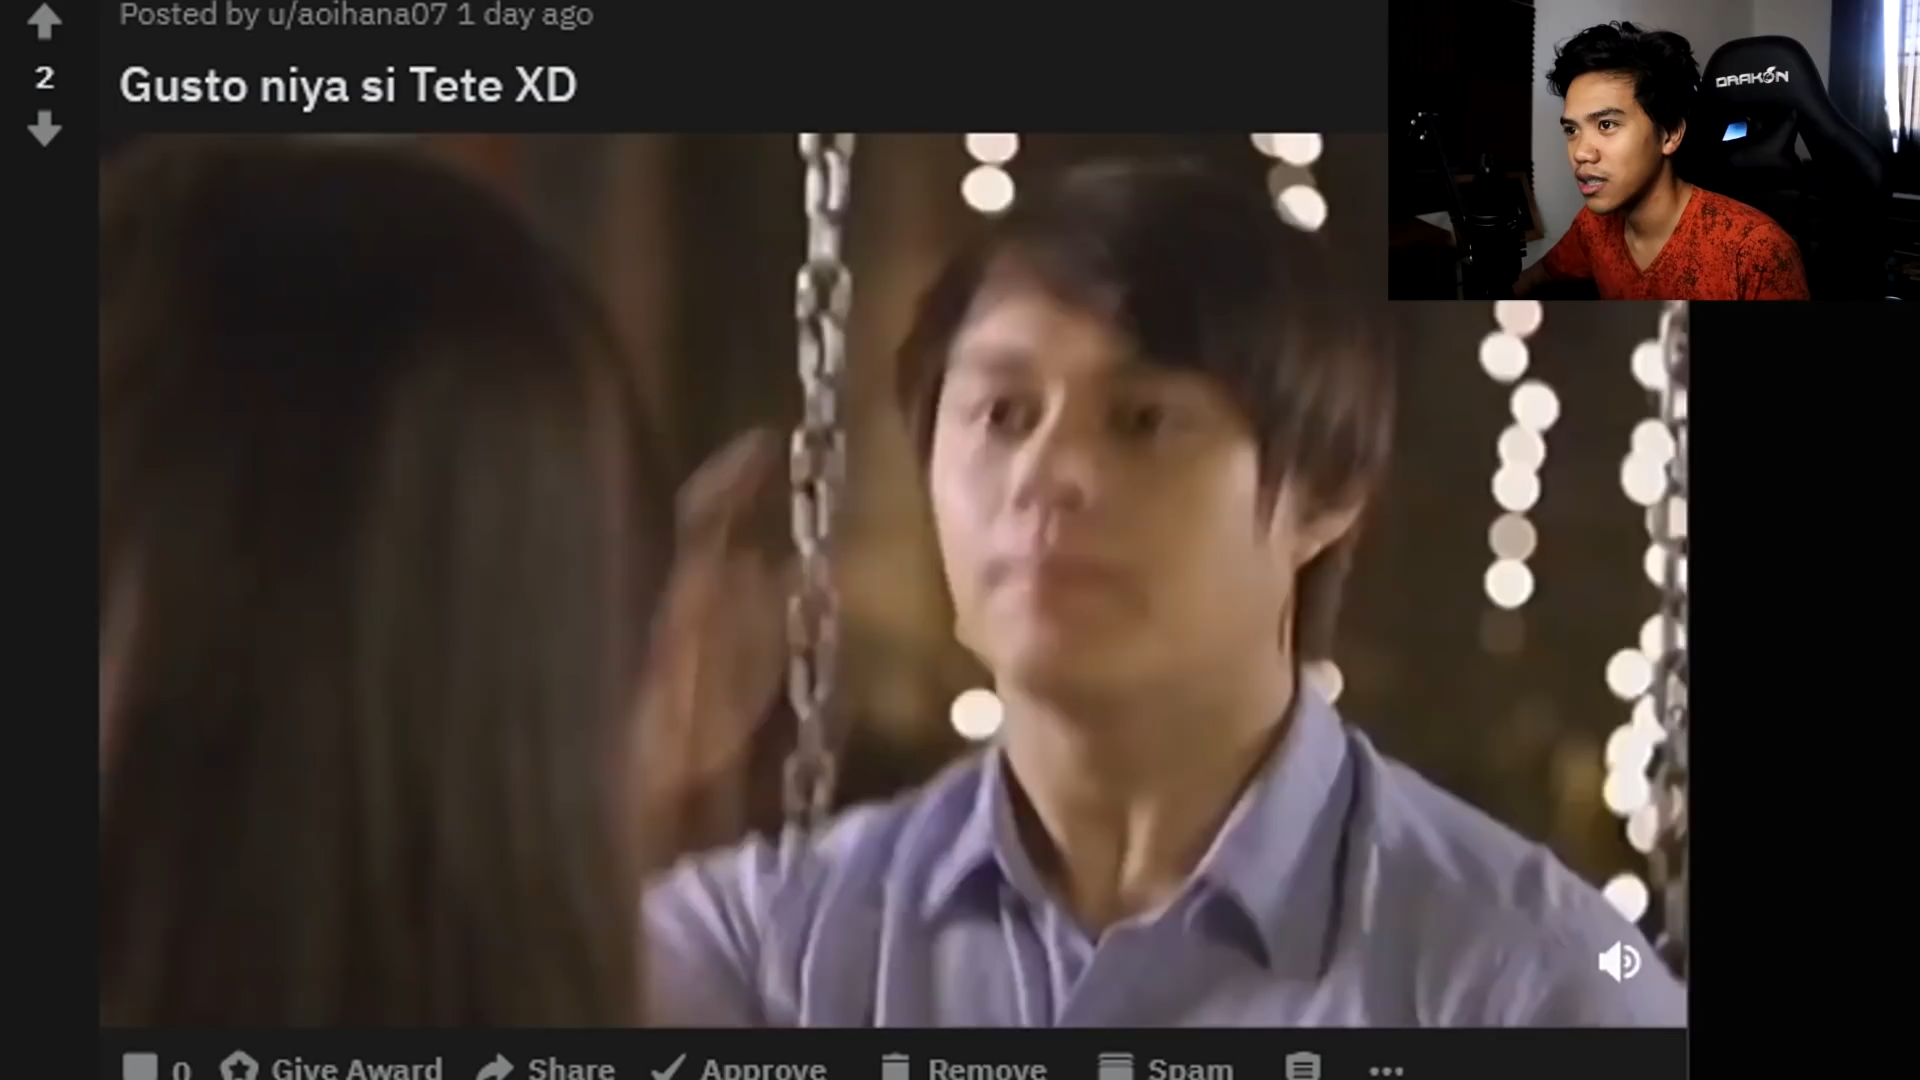 Posted by u/aoihana07 1 day ago
2
Gusto niya si Tete XD
DRAKON
0 Give Award Share Approve Remove Spam